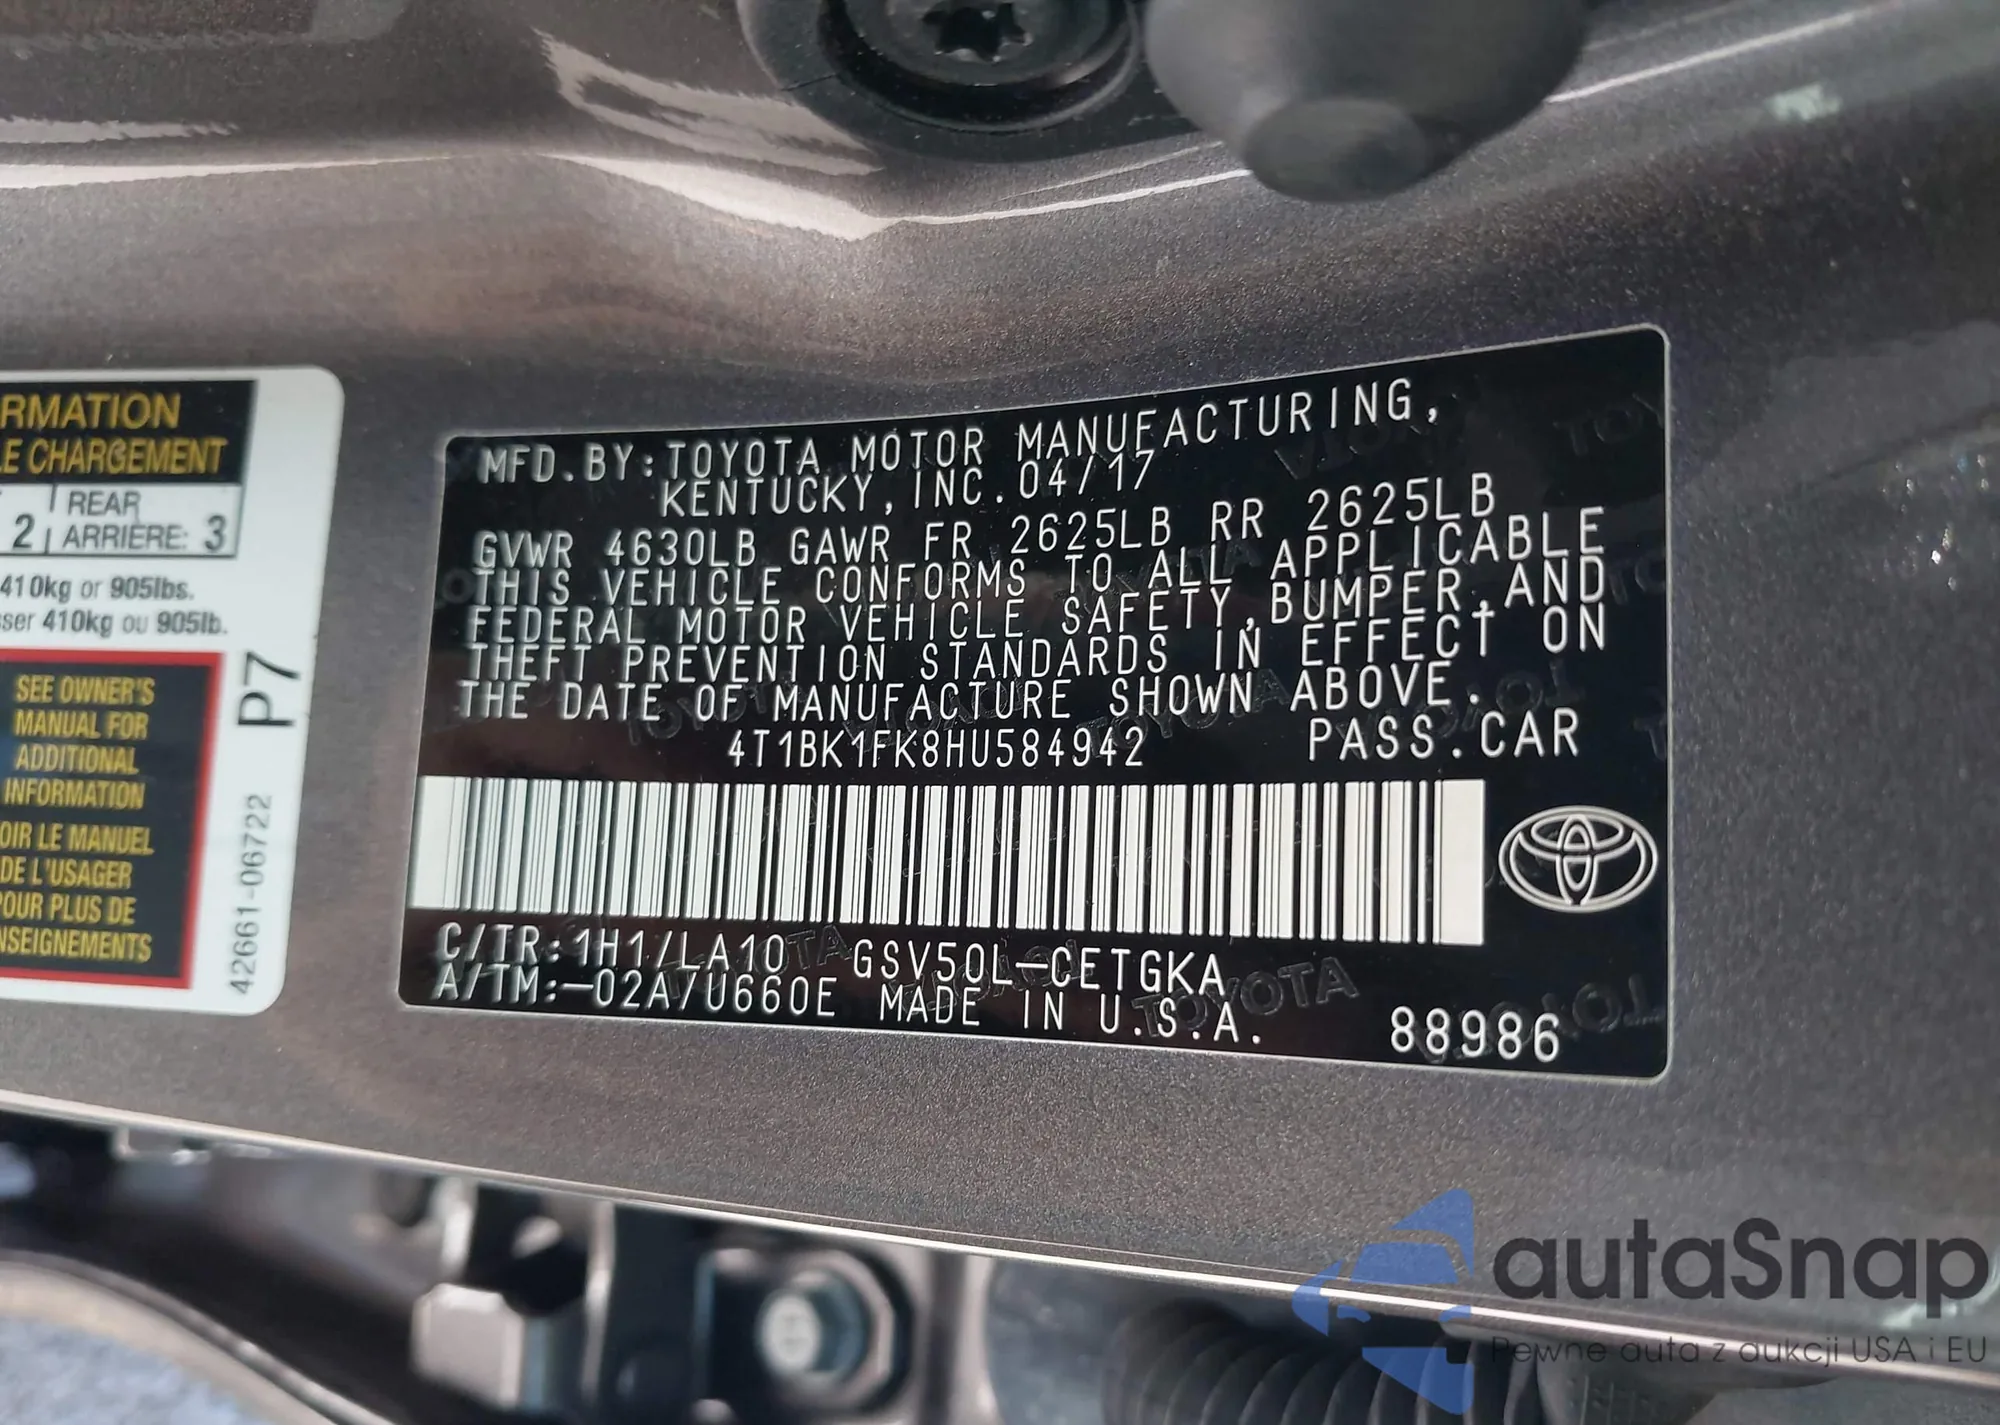 RMATION
LE CHARGEMENT
2 REAR
ARRIÈRE: 3
410kg or 905lbs.
sser 410kg ou 905lb.
SEE OWNER'S
MANUAL FOR
ADDITIONAL
INFORMATION
OIR LE MANUEL
DE L'USAGER
POUR PLUS DE
NSEIGNEMENTS
P7
42661-06722
MFD.BY:TOYOTA MOTOR MANUFACTURING,
KENTUCKY,INC.04/17
GVWR 4630LB GAWR FR 2625LB RR 2625LB
THIS VEHICLE CONFORMS TO ALL APPLICABLE
FEDERAL MOTOR VEHICLE SAFETY,BUMPER,AND
THEFT PREVENTION STANDARDS IN EFFECT ON
THE DATE OF MANUFACTURE SHOWN ABOVE.
4T1BK1FK8HU584942 PASS.CAR
C/TR:1H1/LA10 GSV50L-CETGKA
A/TM:-02A/U660E MADE IN U.S.A.
88986
autaSnap
Pewne auta z aukcji USA i EU